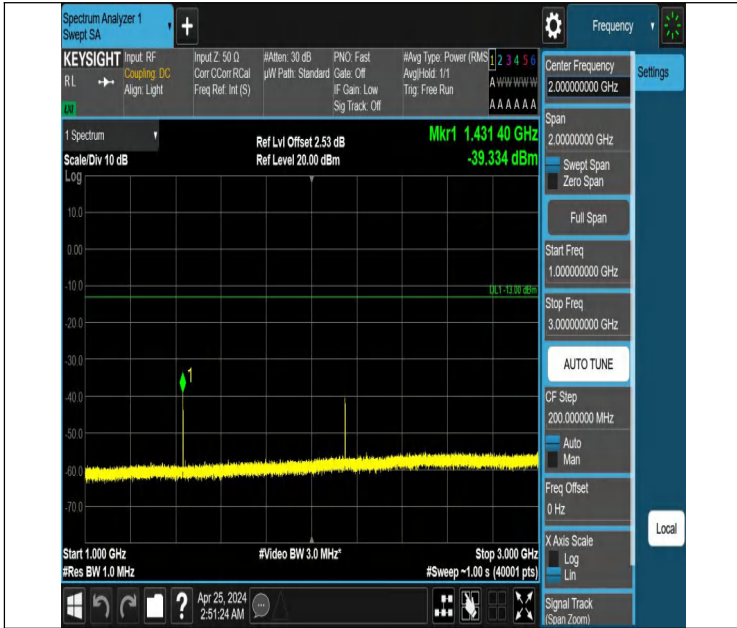 Spectrum Analyzer 1
Swept SA
+
Frequency
KEYSIGHT
RL
Input: RF
Coupling: DC
Align: Light
Input Z: 50 Ω
Corr CCorr RCal
Freq Ref: Int (S)
#Atten: 30 dB
µW Path: Standard
PNO: Fast
Gate: Off
IF Gain: Low
Sig Track: Off
#Avg Type: Power (RMS
Avg|Hold: 1/1
Trig: Free Run
1 2 3 4 5 6
A W W W W W
A A A A A A
1 Spectrum
Scale/Div 10 dB
Log
Ref Lvl Offset 2.53 dB
Ref Level 20.00 dBm
Mkr1 1.431 40 GHz
-39.334 dBm
10.0
0.00
-10.0
DL1 -13.00 dBm
-20.0
-30.0
1
-40.0
-50.0
-60.0
-70.0
Start 1.000 GHz
#Res BW 1.0 MHz
#Video BW 3.0 MHz*
Stop 3.000 GHz
#Sweep ~1.00 s (40001 pts)
?
Apr 25, 2024
2:51:24 AM
Center Frequency
2.000000000 GHz
Settings
Span
2.00000000 GHz
Swept Span
Zero Span
Full Span
Start Freq
1.000000000 GHz
Stop Freq
3.000000000 GHz
AUTO TUNE
CF Step
200.000000 MHz
Auto
Man
Freq Offset
0 Hz
X Axis Scale
Log
Lin
Local
Signal Track
(Span Zoom)